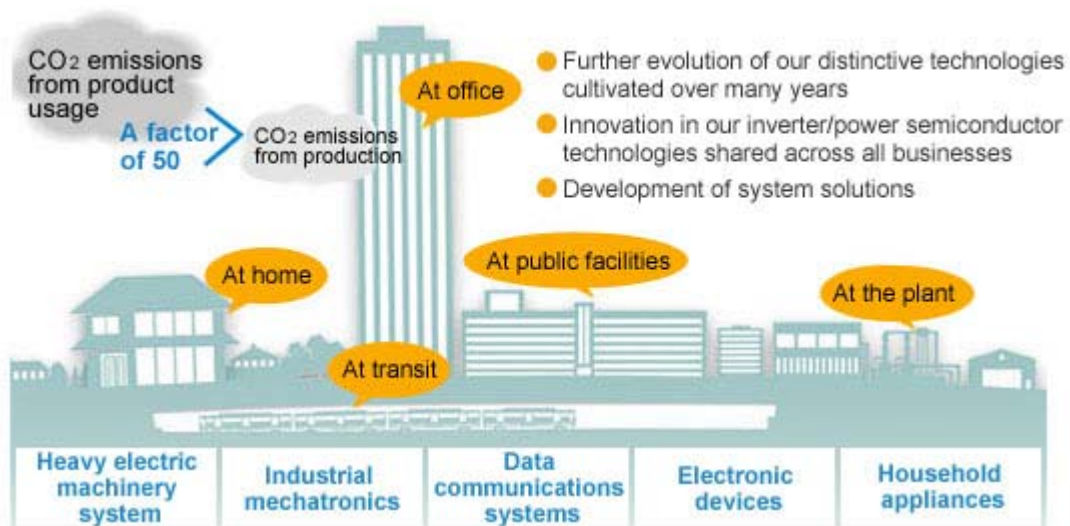 CO2 emissions
from product
usage
A factor
of 50
CO2 emissions
from production
At office
Further evolution of our distinctive technologies
cultivated over many years
Innovation in our inverter/power semiconductor
technologies shared across all businesses
Development of system solutions
At home
At public facilities
At the plant
At transit
Heavy electric
machinery
system
Industrial
mechatronics
Data
communications
systems
Electronic
devices
Household
appliances